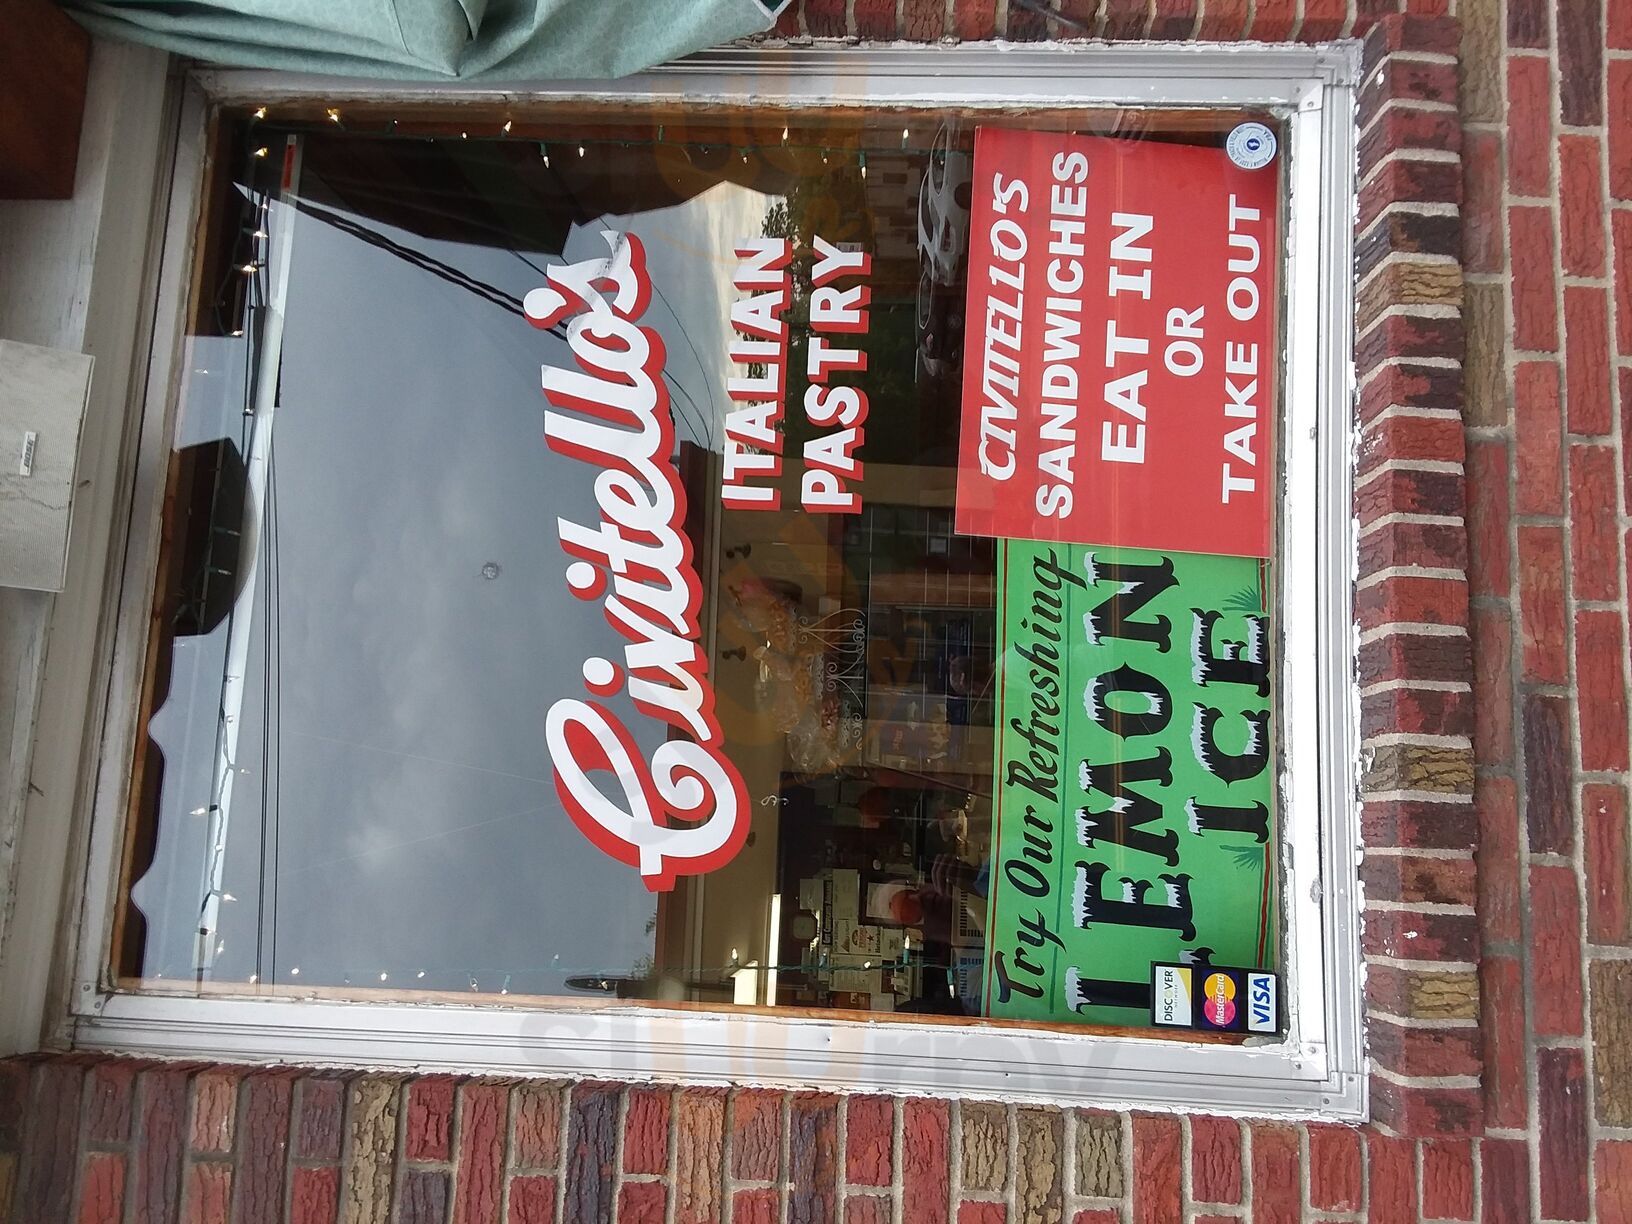 Civitello's
ITALIAN
PASTRY
CIVITELLO'S
SANDWICHES
EAT IN
OR
TAKE OUT
Try Our Refreshing
LEMON
ICE
DISCOVER
MasterCard
VISA